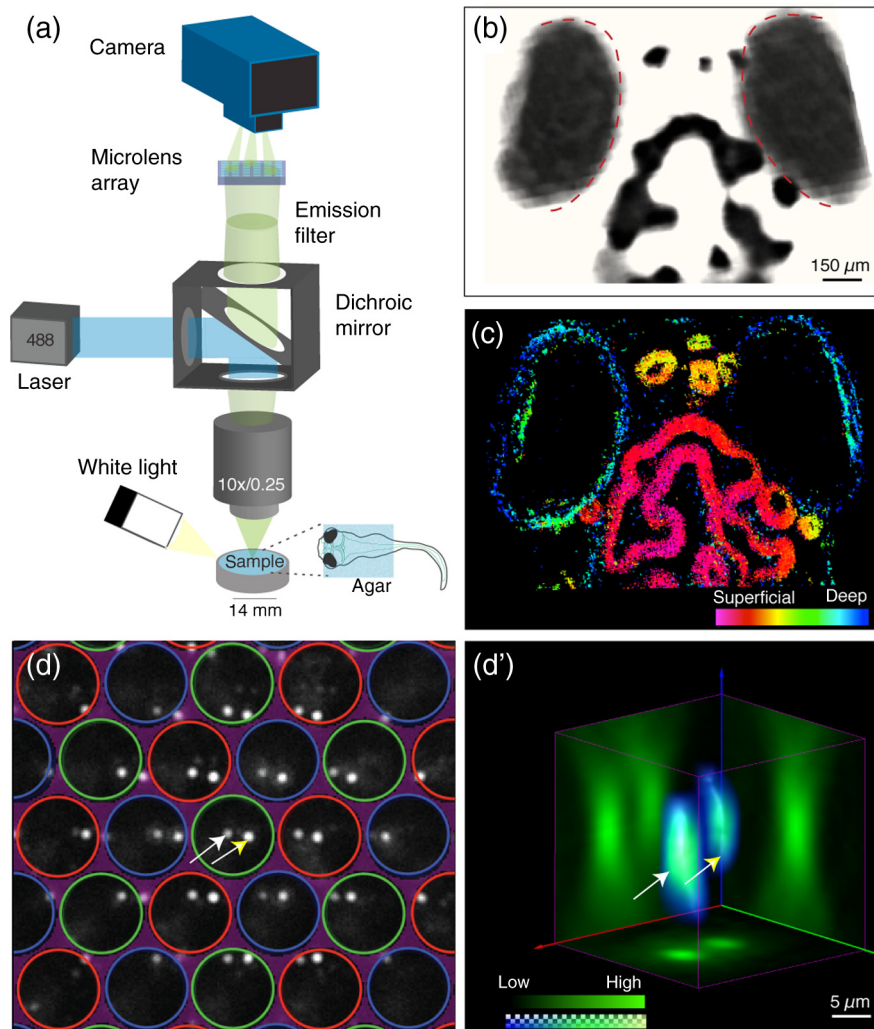 (a)
Camera
Microlens
array
Emission
filter
Dichroic
mirror
488
Laser
10x/0.25
White light
Sample
Agar
14 mm
(b)
150 µm
(c)
Superficial Deep
(d)
(d')
Low High
5 µm